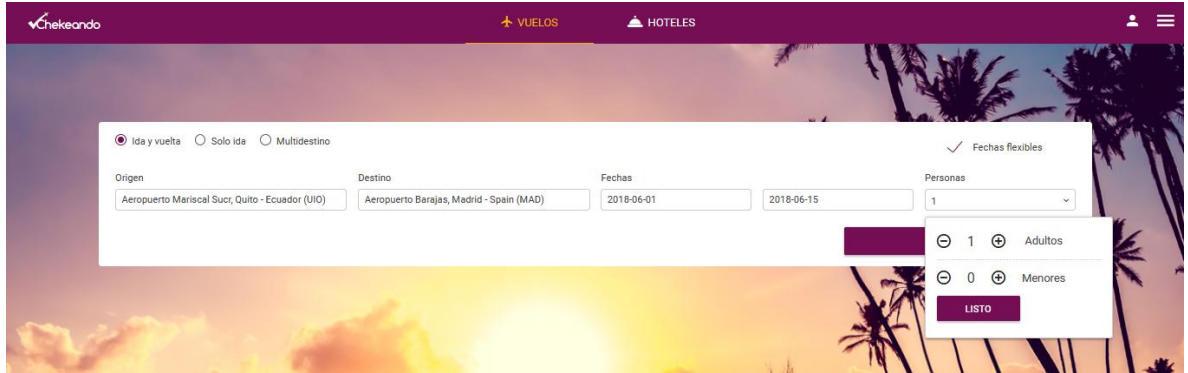 Chekeando
VUELOS
HOTELES
Ida y vuelta
Solo ida
Multidestino
Fechas flexibles
Origen
Destino
Fechas
Personas
Aeropuerto Mariscal Sucr, Quito - Ecuador (UIO)
Aeropuerto Barajas, Madrid - Spain (MAD)
2018-06-01
2018-06-15
1
1
Adultos
0
Menores
LISTO